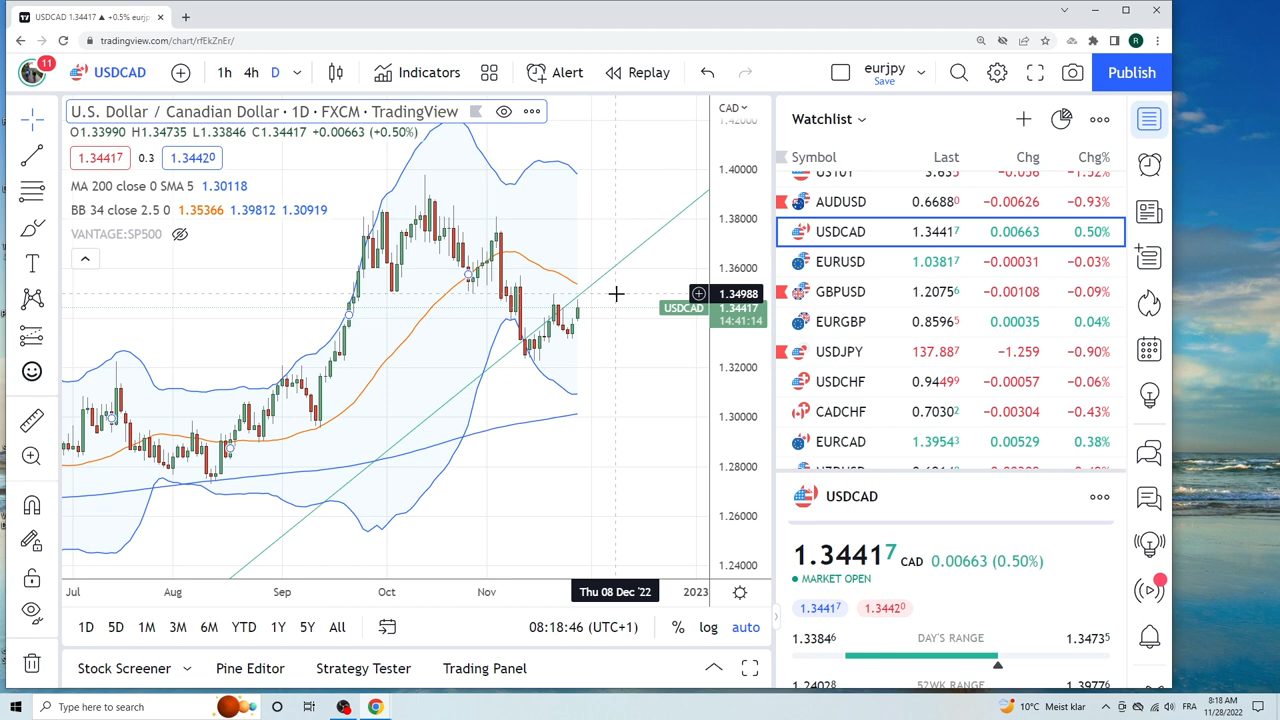 USDCAD 1.34417 ▲ +0.5% eurjp
tradingview.com/chart/rfEkZnEr/
R
11
USDCAD
1h 4h D
Indicators
Alert
Replay
eurjpy
Save
Publish
U.S. Dollar / Canadian Dollar · 1D · FXCM · TradingView
CAD
O1.33990 H1.34735 L1.33846 C1.34417 +0.00663 (+0.50%)
1.34417 0.3 1.34420
MA 200 close 0 SMA 5 1.30118
BB 34 close 2.5 0 1.35366 1.39812 1.30919
VANTAGE:SP500
1.42000
1.40000
1.38000
1.36000
1.34988
USDCAD 1.34417
14:41:14
1.32000
1.30000
1.28000
1.26000
1.24000
Jul Aug Sep Oct Nov Thu 08 Dec '22 2023
1D 5D 1M 3M 6M YTD 1Y 5Y All
08:18:46 (UTC+1) % log auto
Stock Screener Pine Editor Strategy Tester Trading Panel
Watchlist
Symbol Last Chg Chg%
AUDUSD 0.66880 −0.00626 −0.93%
USDCAD 1.34417 0.00663 0.50%
EURUSD 1.03817 −0.00031 −0.03%
GBPUSD 1.20756 −0.00108 −0.09%
EURGBP 0.85965 0.00035 0.04%
USDJPY 137.887 −1.259 −0.90%
USDCHF 0.94499 −0.00057 −0.06%
CADCHF 0.70302 −0.00304 −0.43%
EURCAD 1.39543 0.00529 0.38%
USDCAD
1.34417 CAD 0.00663 (0.50%)
MARKET OPEN
1.34417 1.34420
1.33846 DAY'S RANGE 1.34735
1.24028 52WK RANGE 1.39776
Type here to search
10°C Meist klar
FRA
8:18 AM
11/28/2022